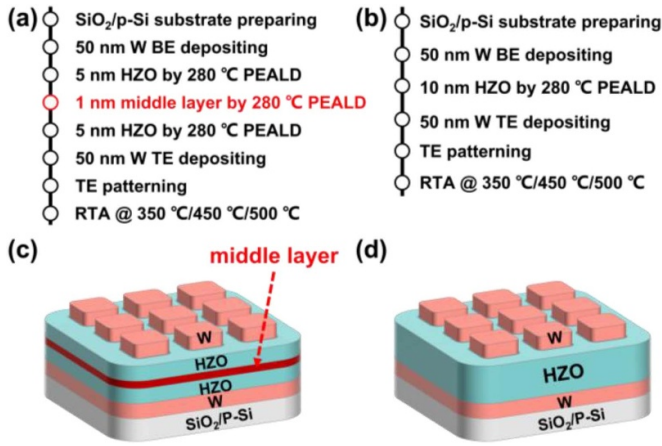 (a)
SiO₂/p-Si substrate preparing
50 nm W BE depositing
5 nm HZO by 280 ℃ PEALD
1 nm middle layer by 280 ℃ PEALD
5 nm HZO by 280 ℃ PEALD
50 nm W TE depositing
TE patterning
RTA @ 350 ℃/450 ℃/500 ℃
(b)
SiO₂/p-Si substrate preparing
50 nm W BE depositing
10 nm HZO by 280 ℃ PEALD
50 nm W TE depositing
TE patterning
RTA @ 350 ℃/450 ℃/500 ℃
(c)
middle layer
W
HZO
HZO
W
SiO₂/P-Si
(d)
W
HZO
W
SiO₂/P-Si